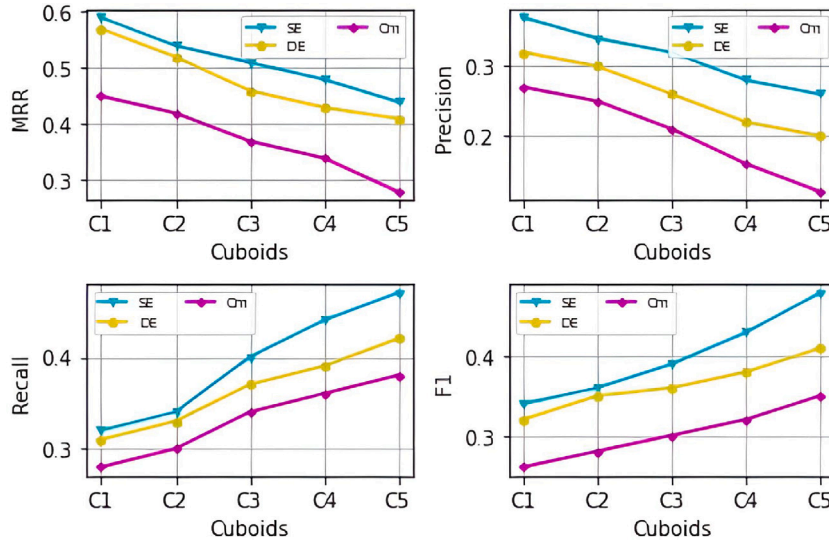 MRR
0.6
0.5
0.4
0.3
SE
DE
Cm
C1 C2 C3 C4 C5
Cuboids
Precision
0.3
0.2
SE
DE
Cm
C1 C2 C3 C4 C5
Cuboids
Recall
0.4
0.3
SE
DE
Cm
C1 C2 C3 C4 C5
Cuboids
F1
0.4
0.3
SE
DE
Cm
C1 C2 C3 C4 C5
Cuboids